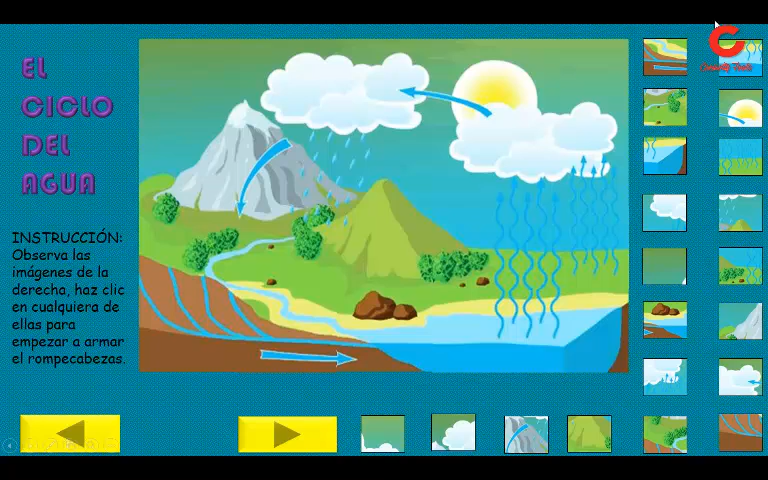 EL
CICLO
DEL
AGUA
INSTRUCCIÓN:
Observa las
imágenes de la
derecha, haz clic
en cualquiera de
ellas para
empezar a armar
el rompecabezas.